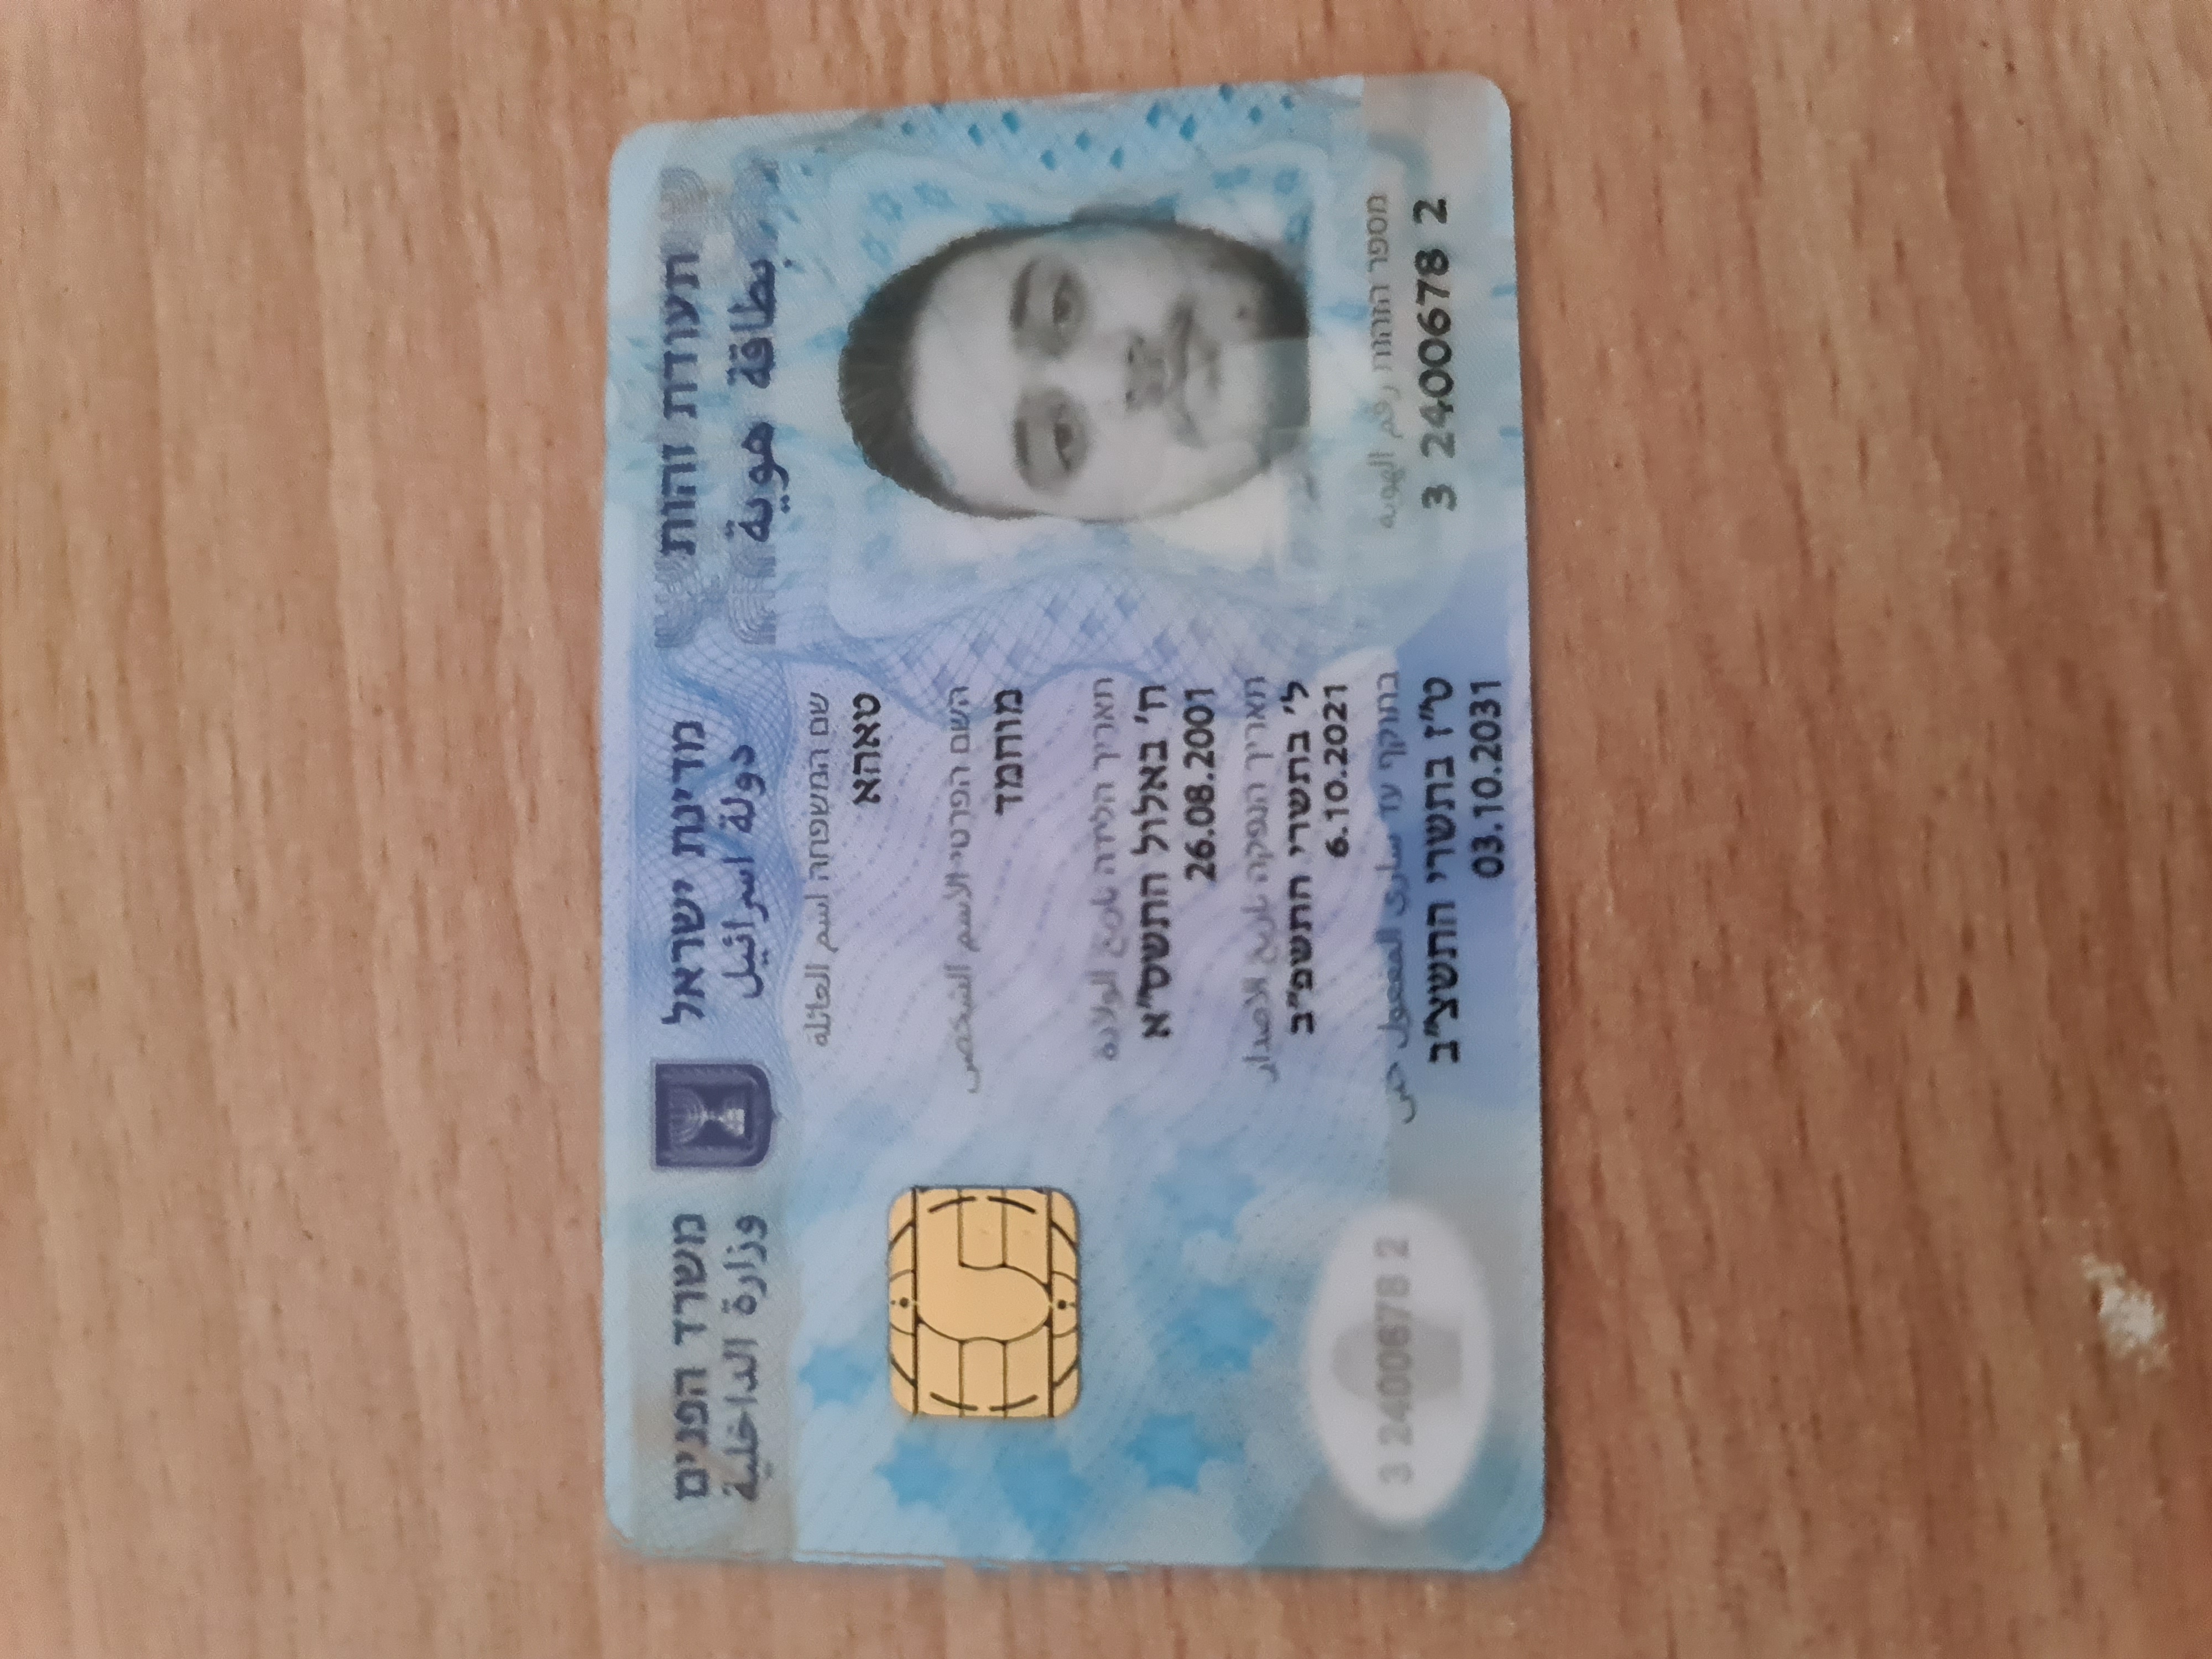 תעודת זהות
بطاقة هوية
מדינת ישראל
دولة اسرائيل
משרד הפנים
وزارة الداخلية
שם המשפחה اسم العائلة
טאהא
השם הפרטי الاسم الشخصي
מוחמד
תאריך הלידה تاريخ الولادة
ח' באלול התשס"א
26.08.2001
תאריך הנפקה تاريخ الاصدار
ל' בתשרי התשפ"ב
6.10.2021
בתוקף עד ساري المفعول حتى
ט"ז בתשרי התשצ"ב
03.10.2031
מספר הזהות رقم الهوية
3 2400678 2
3 2400678 2